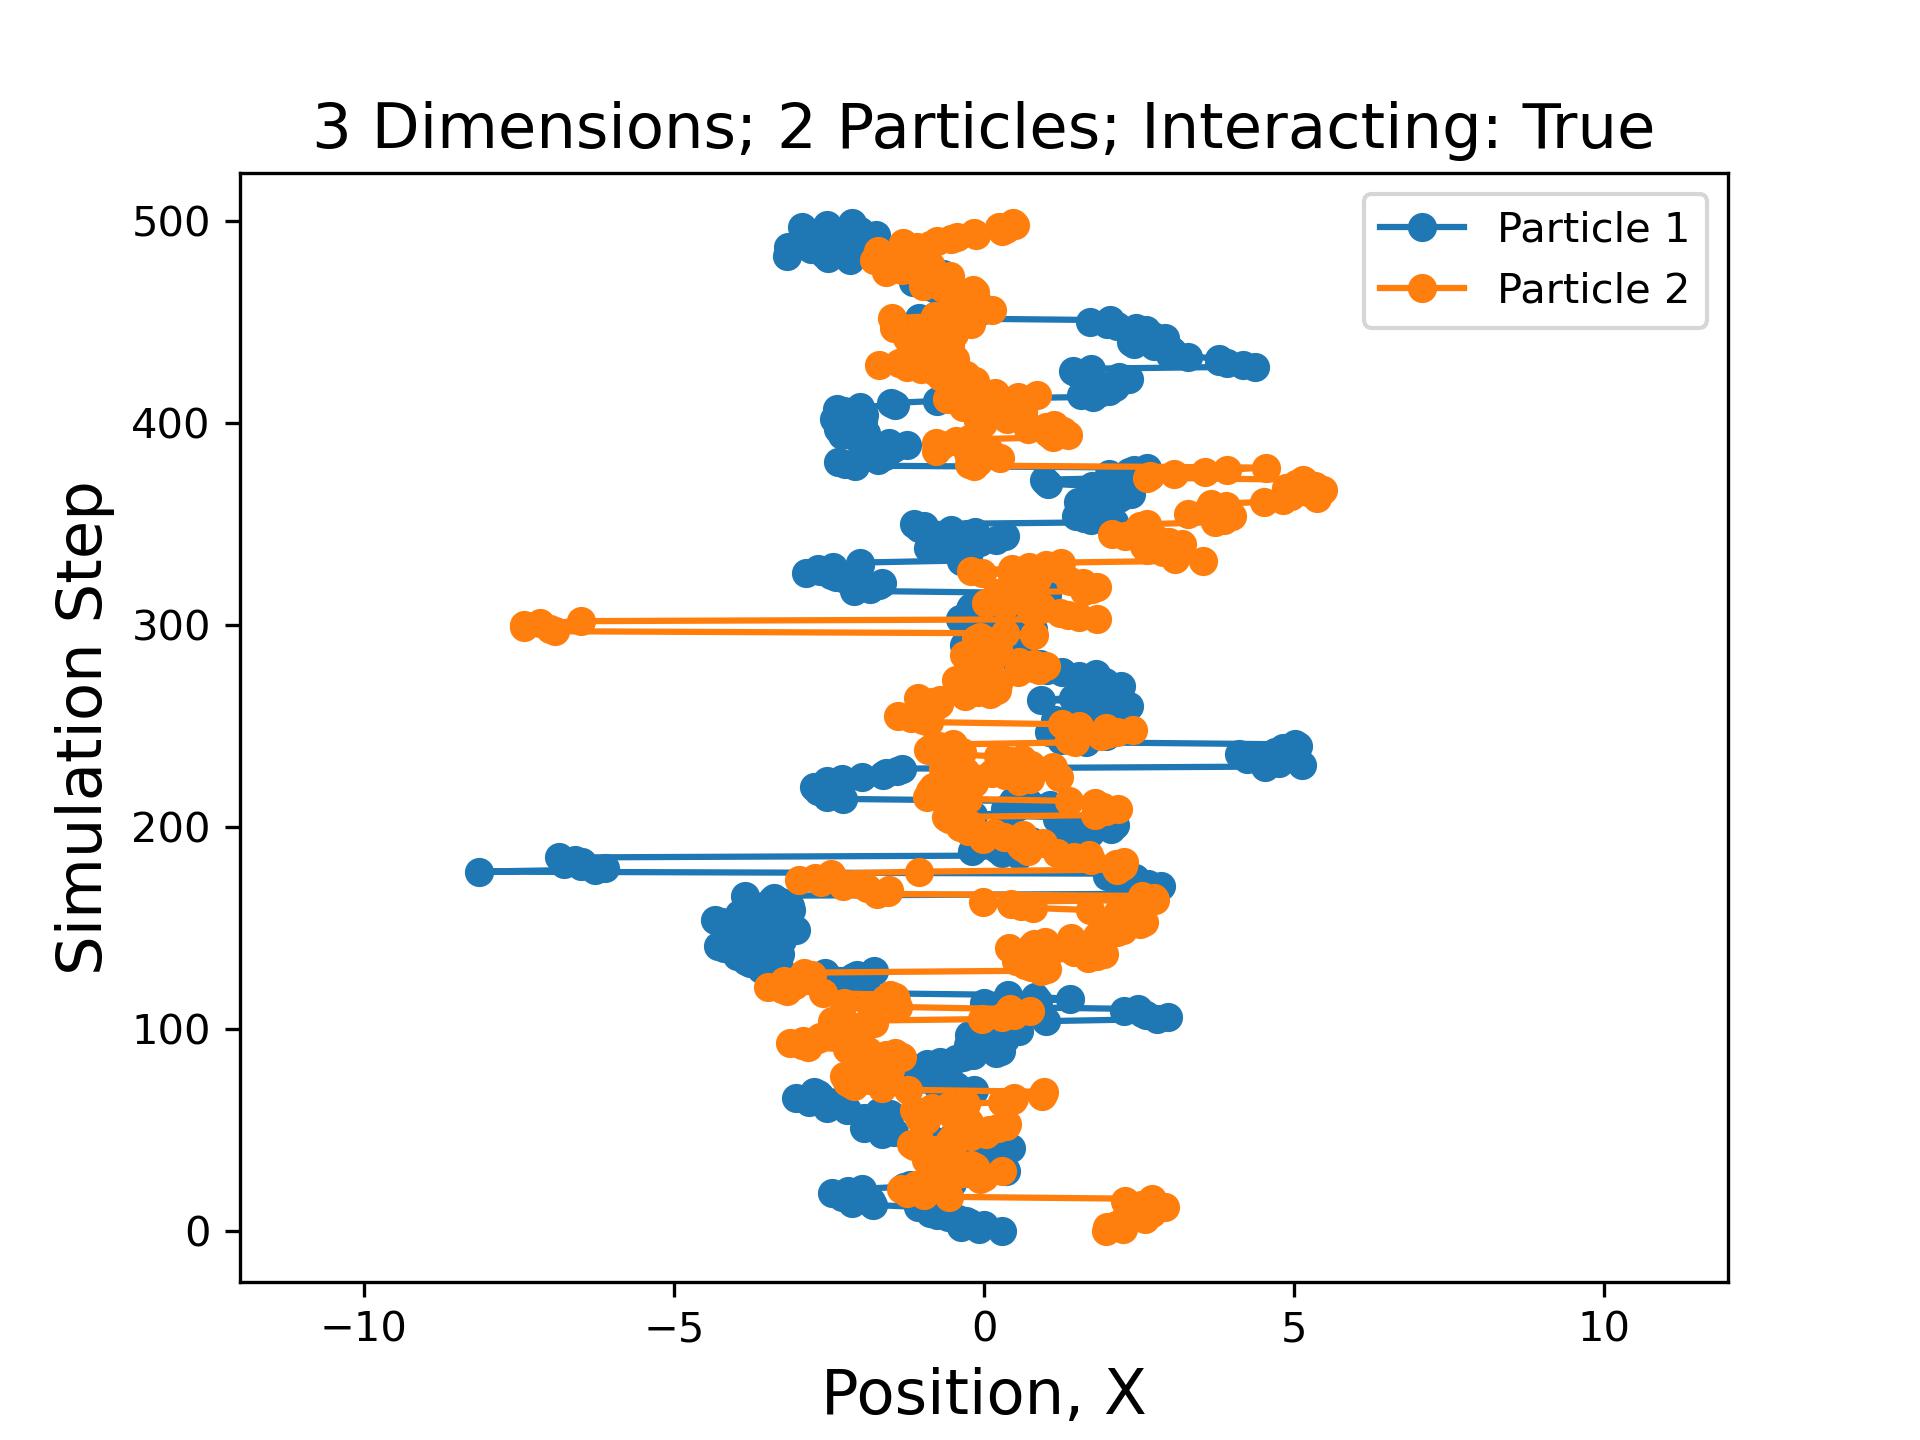 3 Dimensions; 2 Particles; Interacting: True
Particle 1
Particle 2
Simulation Step
500
400
300
200
100
0
−10 −5 0 5 10
Position, X